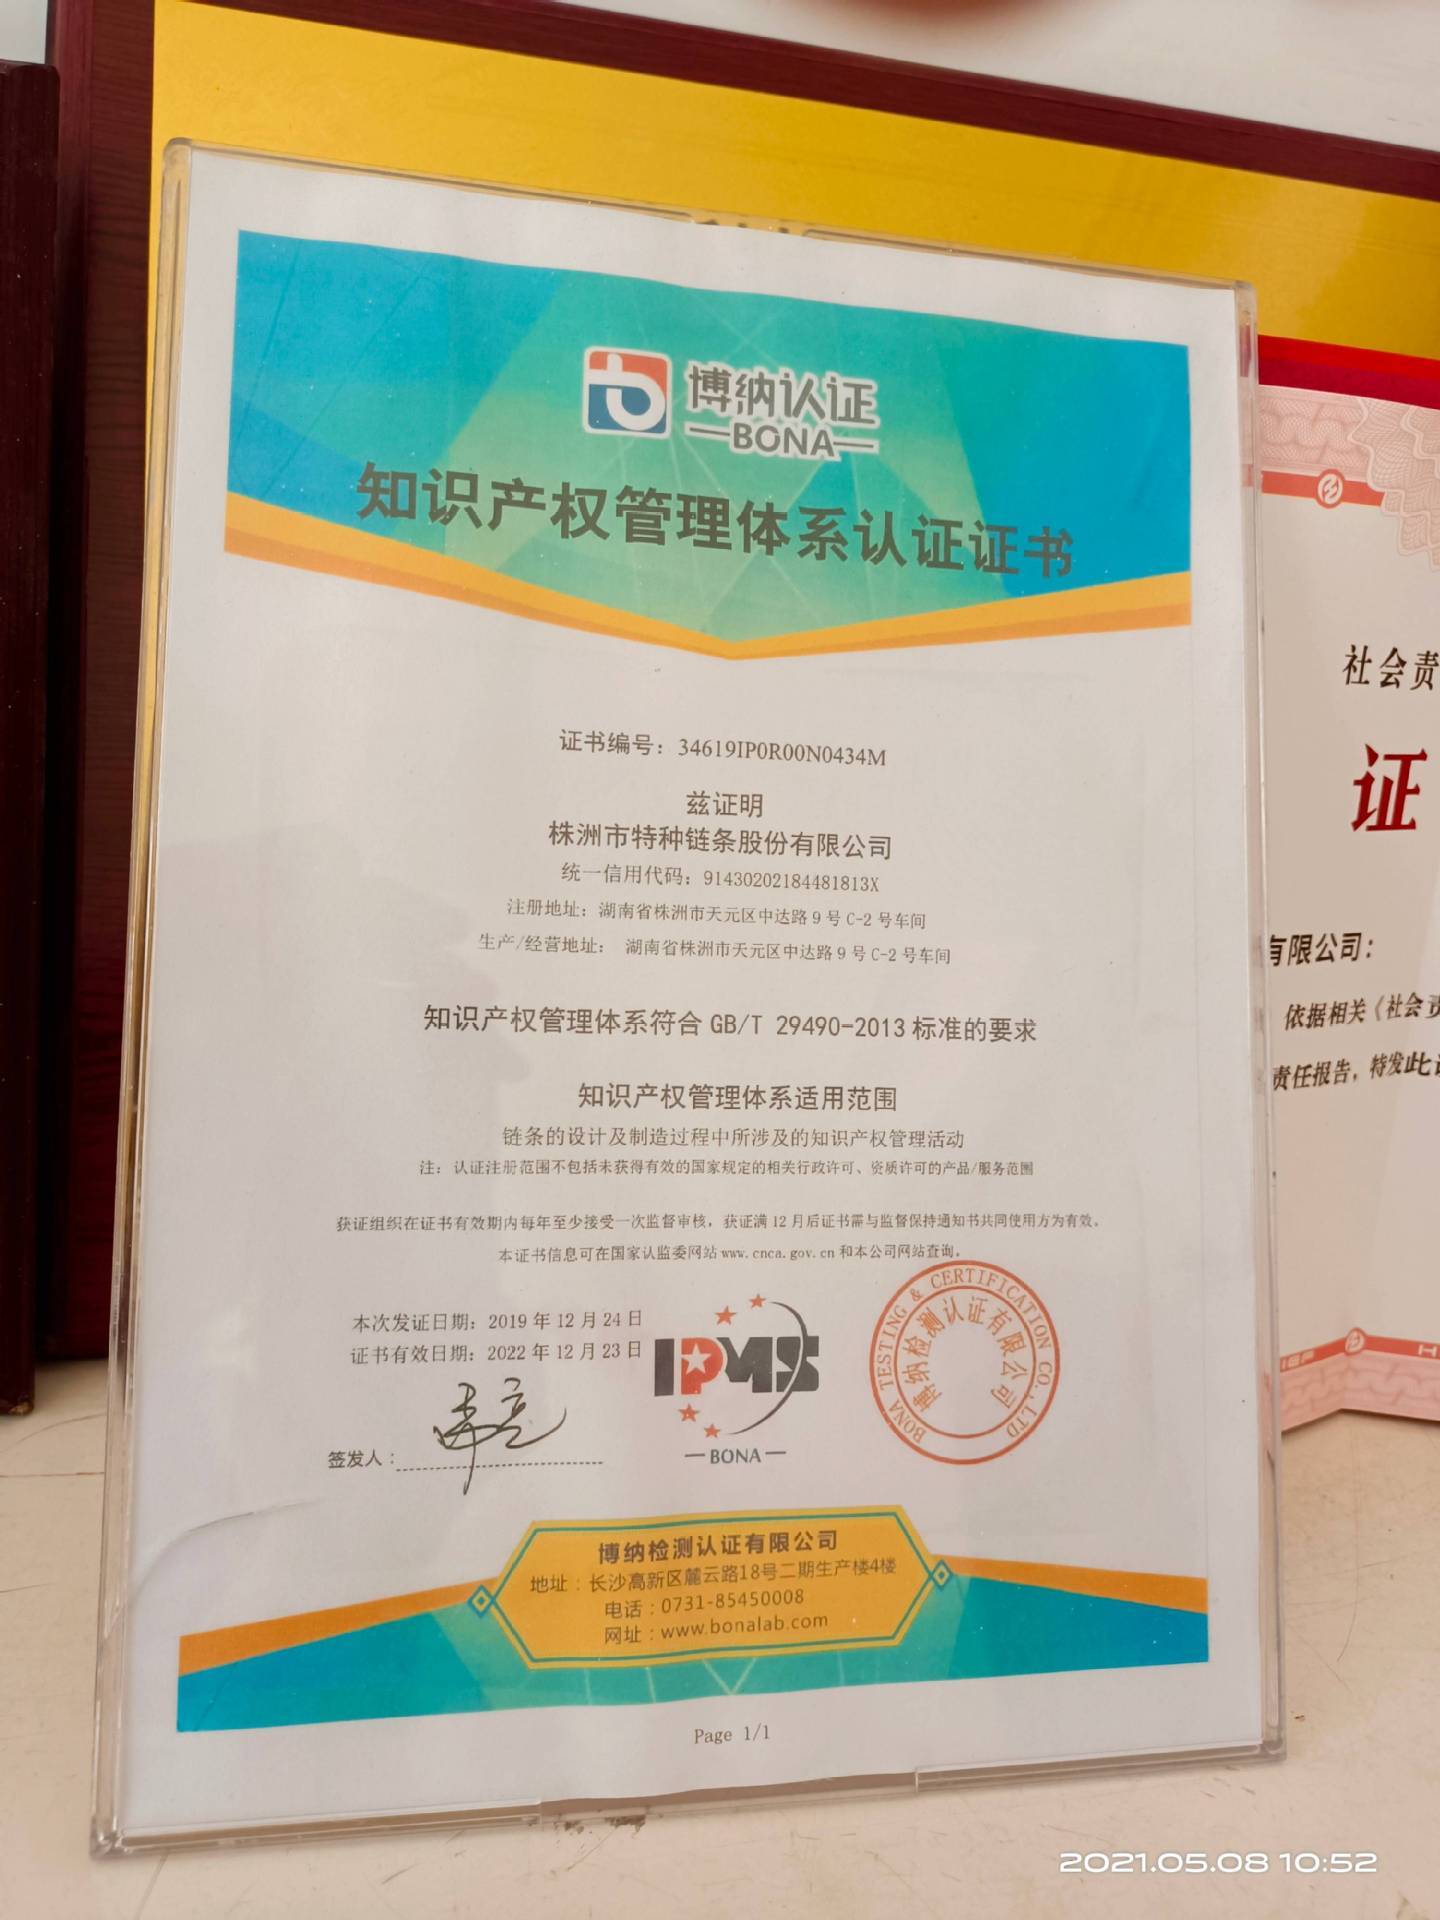 博纳认证
BONA
知识产权管理体系认证证书
证书编号：34619IP0R00N0434M
兹证明
株洲市特种链条股份有限公司
统一信用代码：91430202184481813X
注册地址：湖南省株洲市天元区中达路9号C-2号车间
生产/经营地址：湖南省株洲市天元区中达路9号C-2号车间
知识产权管理体系符合 GB/T 29490-2013 标准的要求
知识产权管理体系适用范围
链条的设计及制造过程中所涉及的知识产权管理活动
注：认证注册范围不包括未获得有效的国家规定的相关行政许可、资质许可的产品/服务范围
获证组织在证书有效期内每年至少接受一次监督审核，获证满12月后证书需与监督保持通知书共同使用方为有效。
本证书信息可在国家认监委网站 www.cnca.gov.cn 和本公司网站查询。
本次发证日期：2019年12月24日
证书有效日期：2022年12月23日
签发人：
IPMS
BONA
BONA TESTING & CERTIFICATION CO.,LTD
博纳检测认证有限公司
博纳检测认证有限公司
地址：长沙高新区麓云路18号二期生产楼4楼
电话：0731-85450008
网址：www.bonalab.com
Page 1/1
社会责
证
有限公司：
依据相关《社会责
责任报告，特发此
2021.05.08 10:52